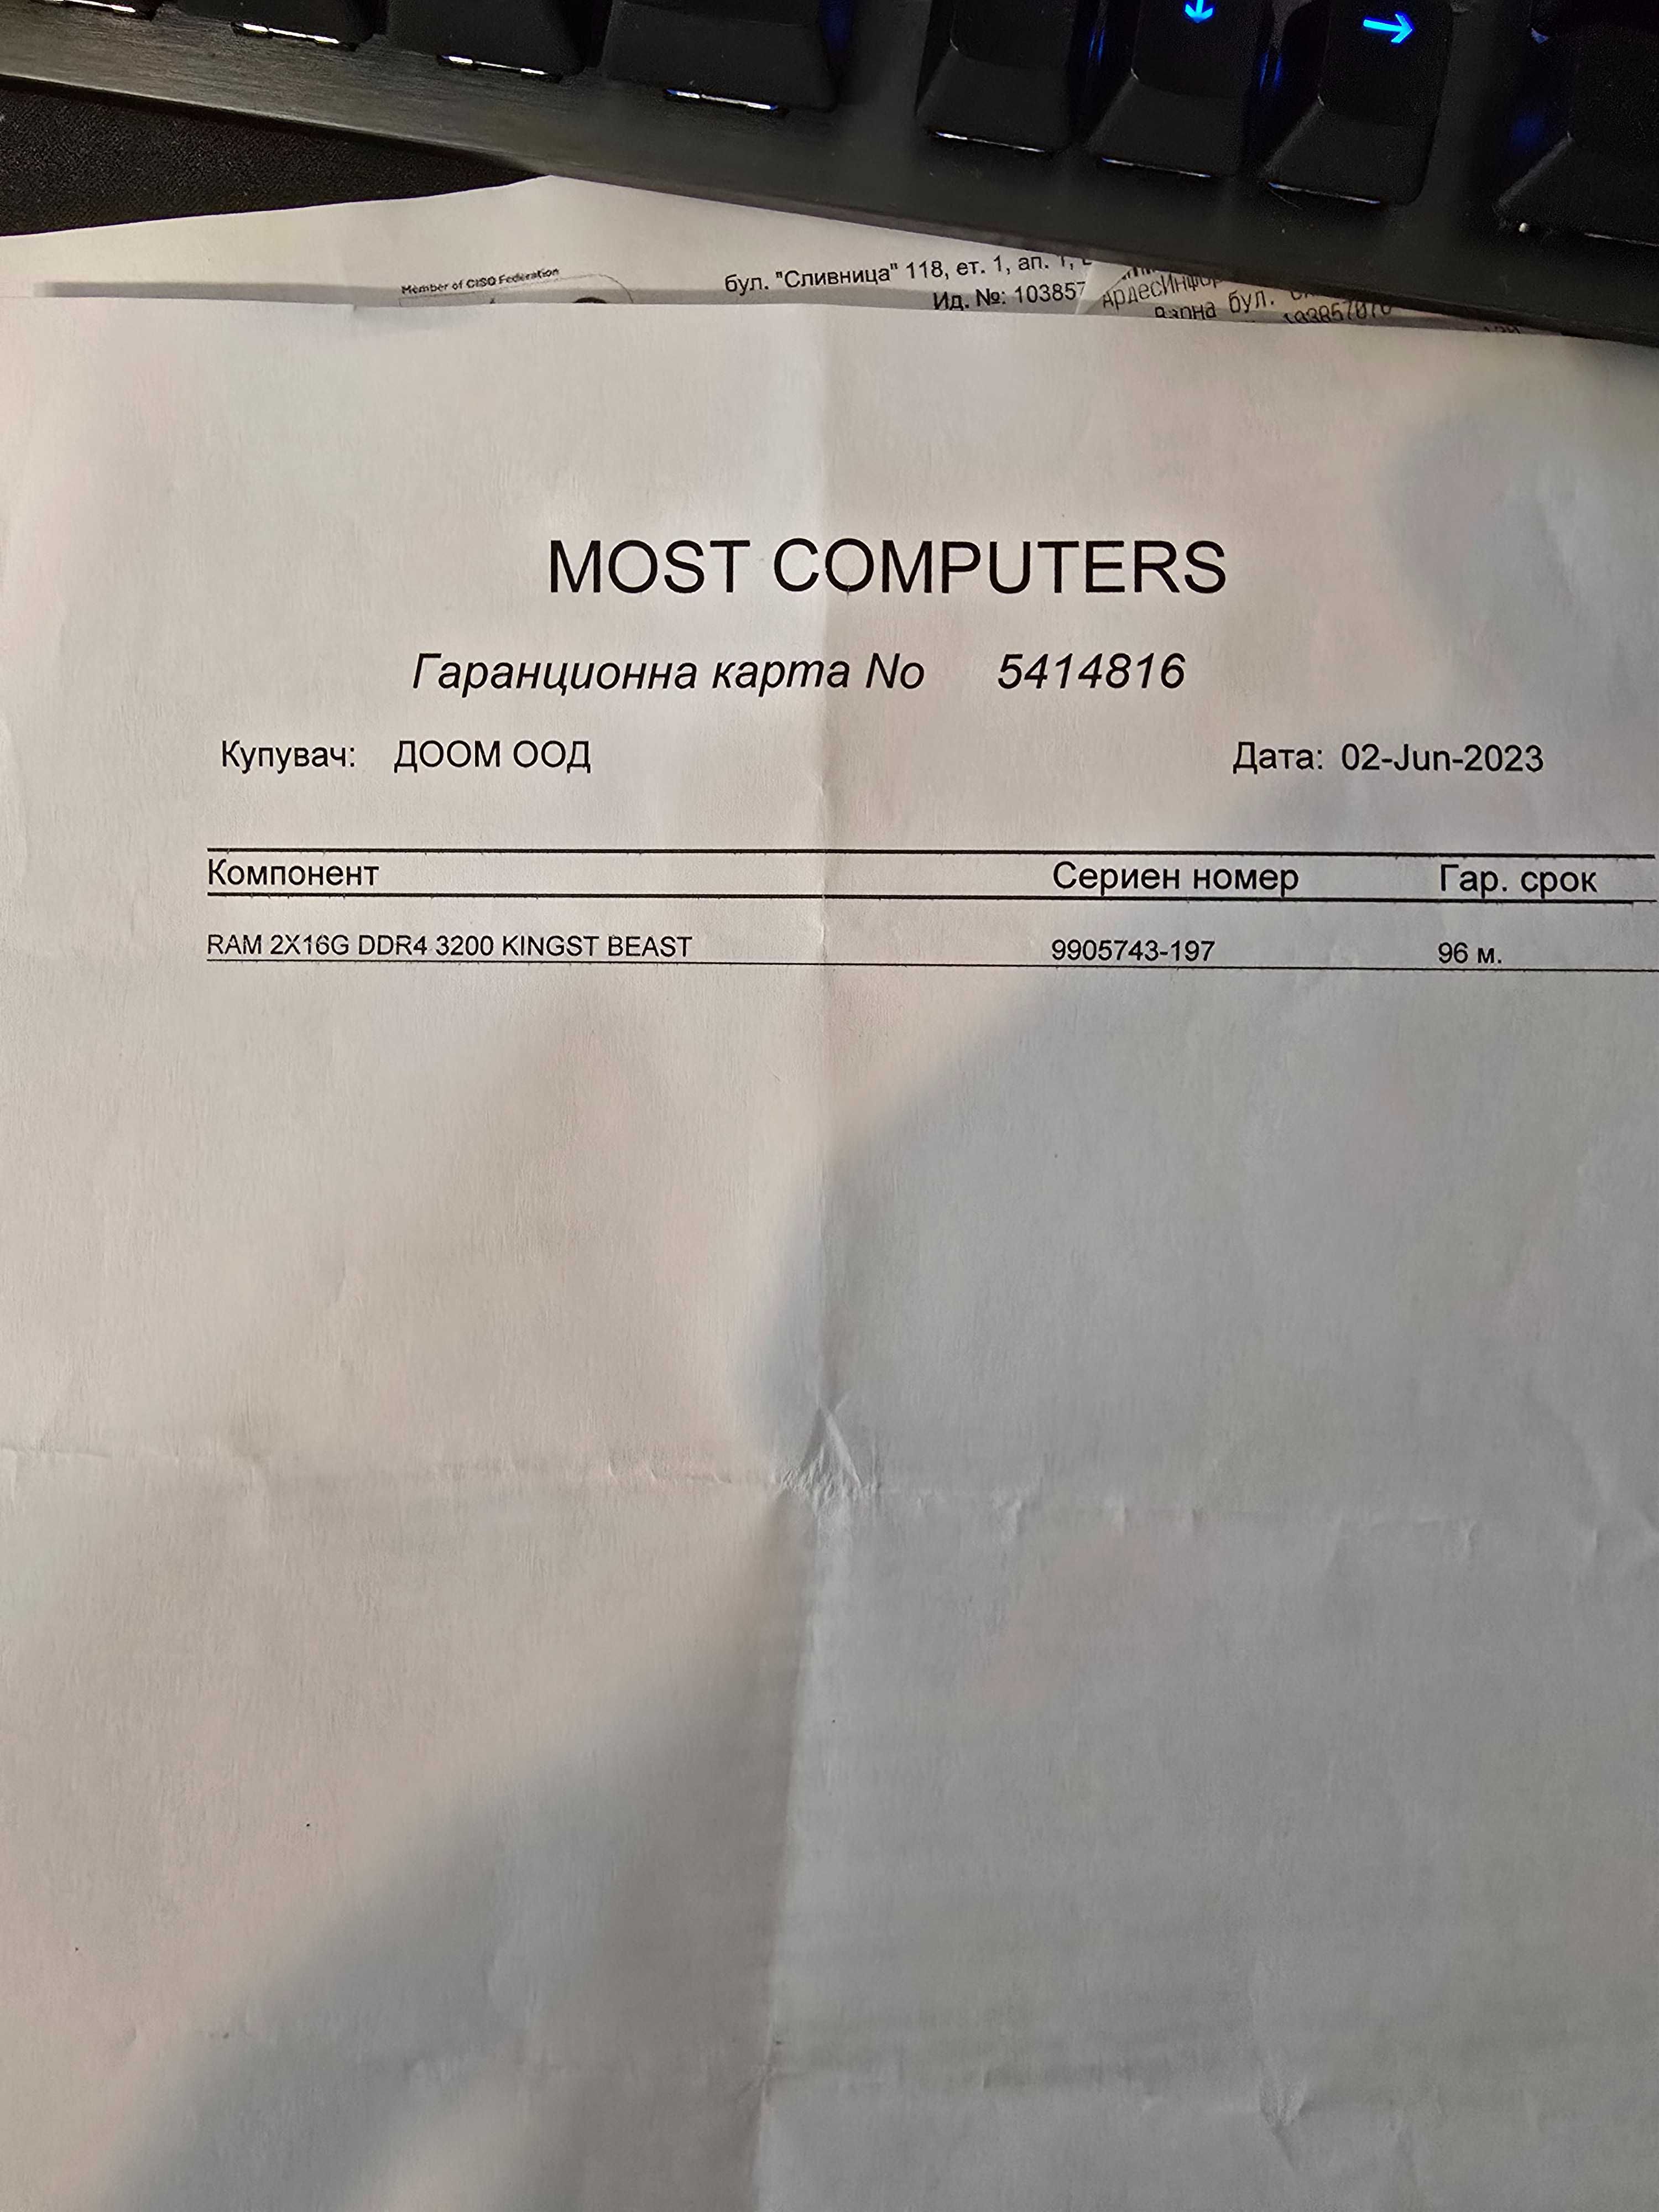 Member of CISQ Federation
бул. "Сливница" 118, ет. 1, ап. 1,
Ид. №: 103857
бул.
MOST COMPUTERS
Гаранционна карта No 5414816
Купувач: ДООМ ООД Дата: 02-Jun-2023
Компонент Сериен номер Гар. срок
RAM 2X16G DDR4 3200 KINGST BEAST 9905743-197 96 м.